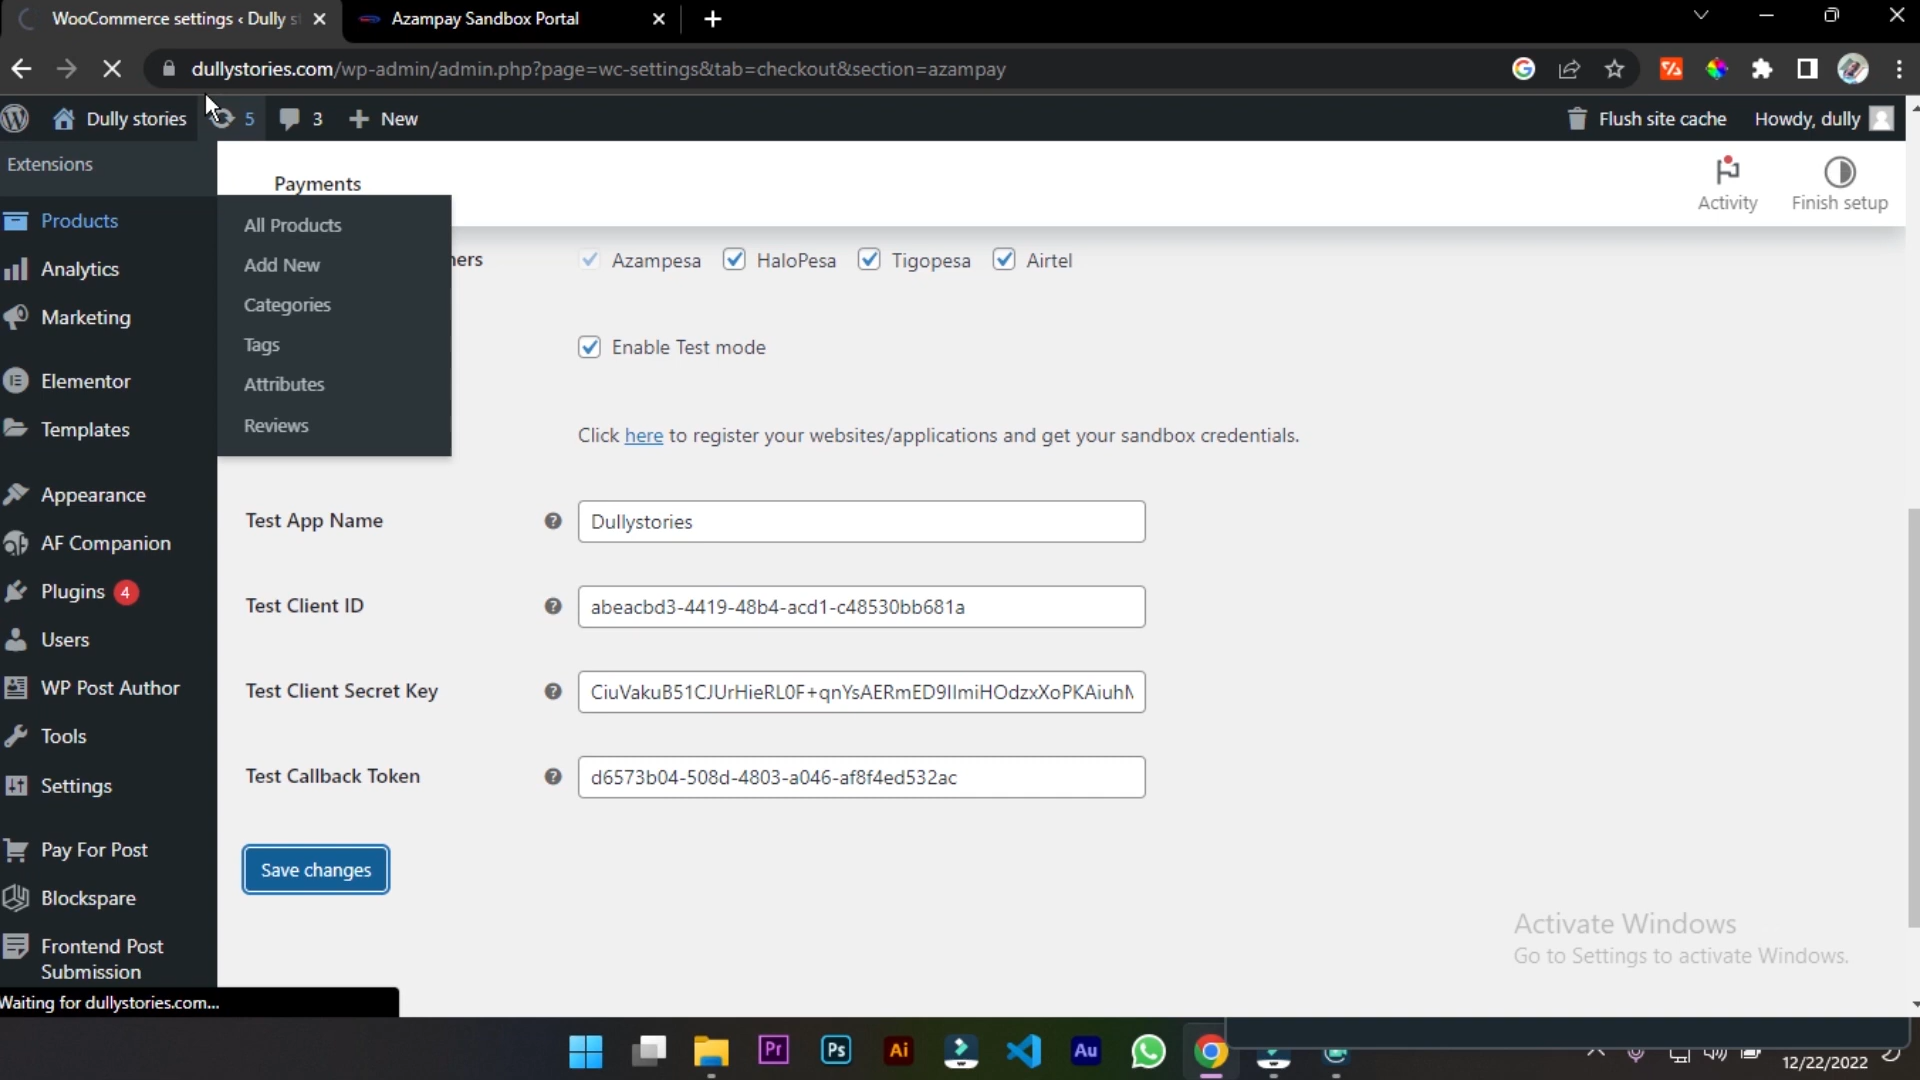 WooCommerce settings ‹ Dully s
Azampay Sandbox Portal
dullystories.com/wp-admin/admin.php?page=wc-settings&tab=checkout&section=azampay
Dully stories
5
3
+ New
Flush site cache
Howdy, dully
Extensions
Payments
Activity
Finish setup
Products
Analytics
Marketing
Elementor
Templates
Appearance
AF Companion
Plugins 4
Users
WP Post Author
Tools
Settings
Pay For Post
Blockspare
Frontend Post
Submission
All Products
Add New
Categories
Tags
Attributes
Reviews
Azampesa HaloPesa Tigopesa Airtel
Enable Test mode
Click here to register your websites/applications and get your sandbox credentials.
Test App Name
Dullystories
Test Client ID
abeacbd3-4419-48b4-acd1-c48530bb681a
Test Client Secret Key
Test Callback Token
d6573b04-508d-4803-a046-af8f4ed532ac
Save changes
Activate Windows
Go to Settings to activate Windows.
Waiting for dullystories.com...
Pr
Ps
Ai
Au
12/22/2022